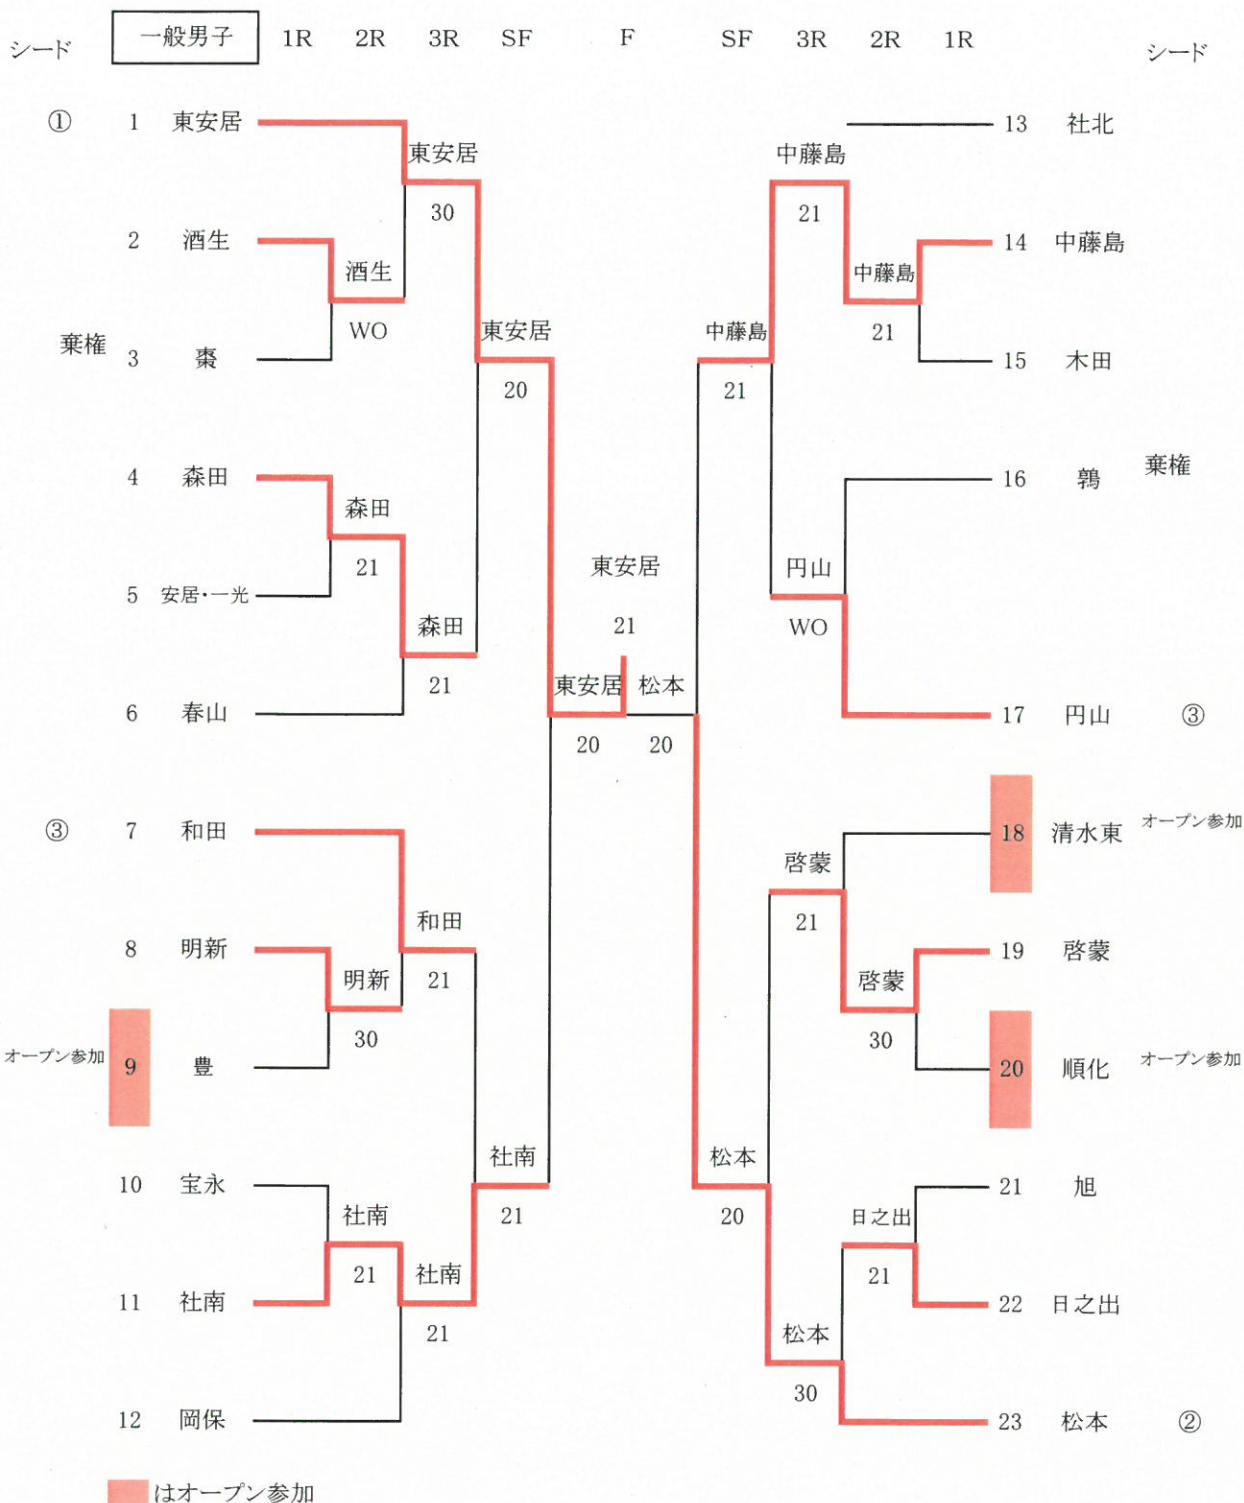 シード 一般男子 1R 2R 3R SF F SF 3R 2R 1R シード
① 1 東安居 13 社北
東安居 中藤島
30 21
2 酒生 14 中藤島
酒生 中藤島
WO 21
東安居 中藤島
棄権 3 棗 15 木田
20 21
4 森田 16 鶉 棄権
森田
21
東安居 円山
5 安居・一光
森田 21 WO
21
東安居 松本
6 春山 17 円山 ③
20 20
③ 7 和田 18 清水東 オープン参加
啓蒙
和田 21
8 明新 19 啓蒙
明新 21 啓蒙
30 30
オープン参加 9 豊 20 順化 オープン参加
社南 松本
10 宝永 21 旭
社南 21 20 日之出
21 社南 21
11 社南 22 日之出
21 松本
30
12 岡保 23 松本 ②
はオープン参加